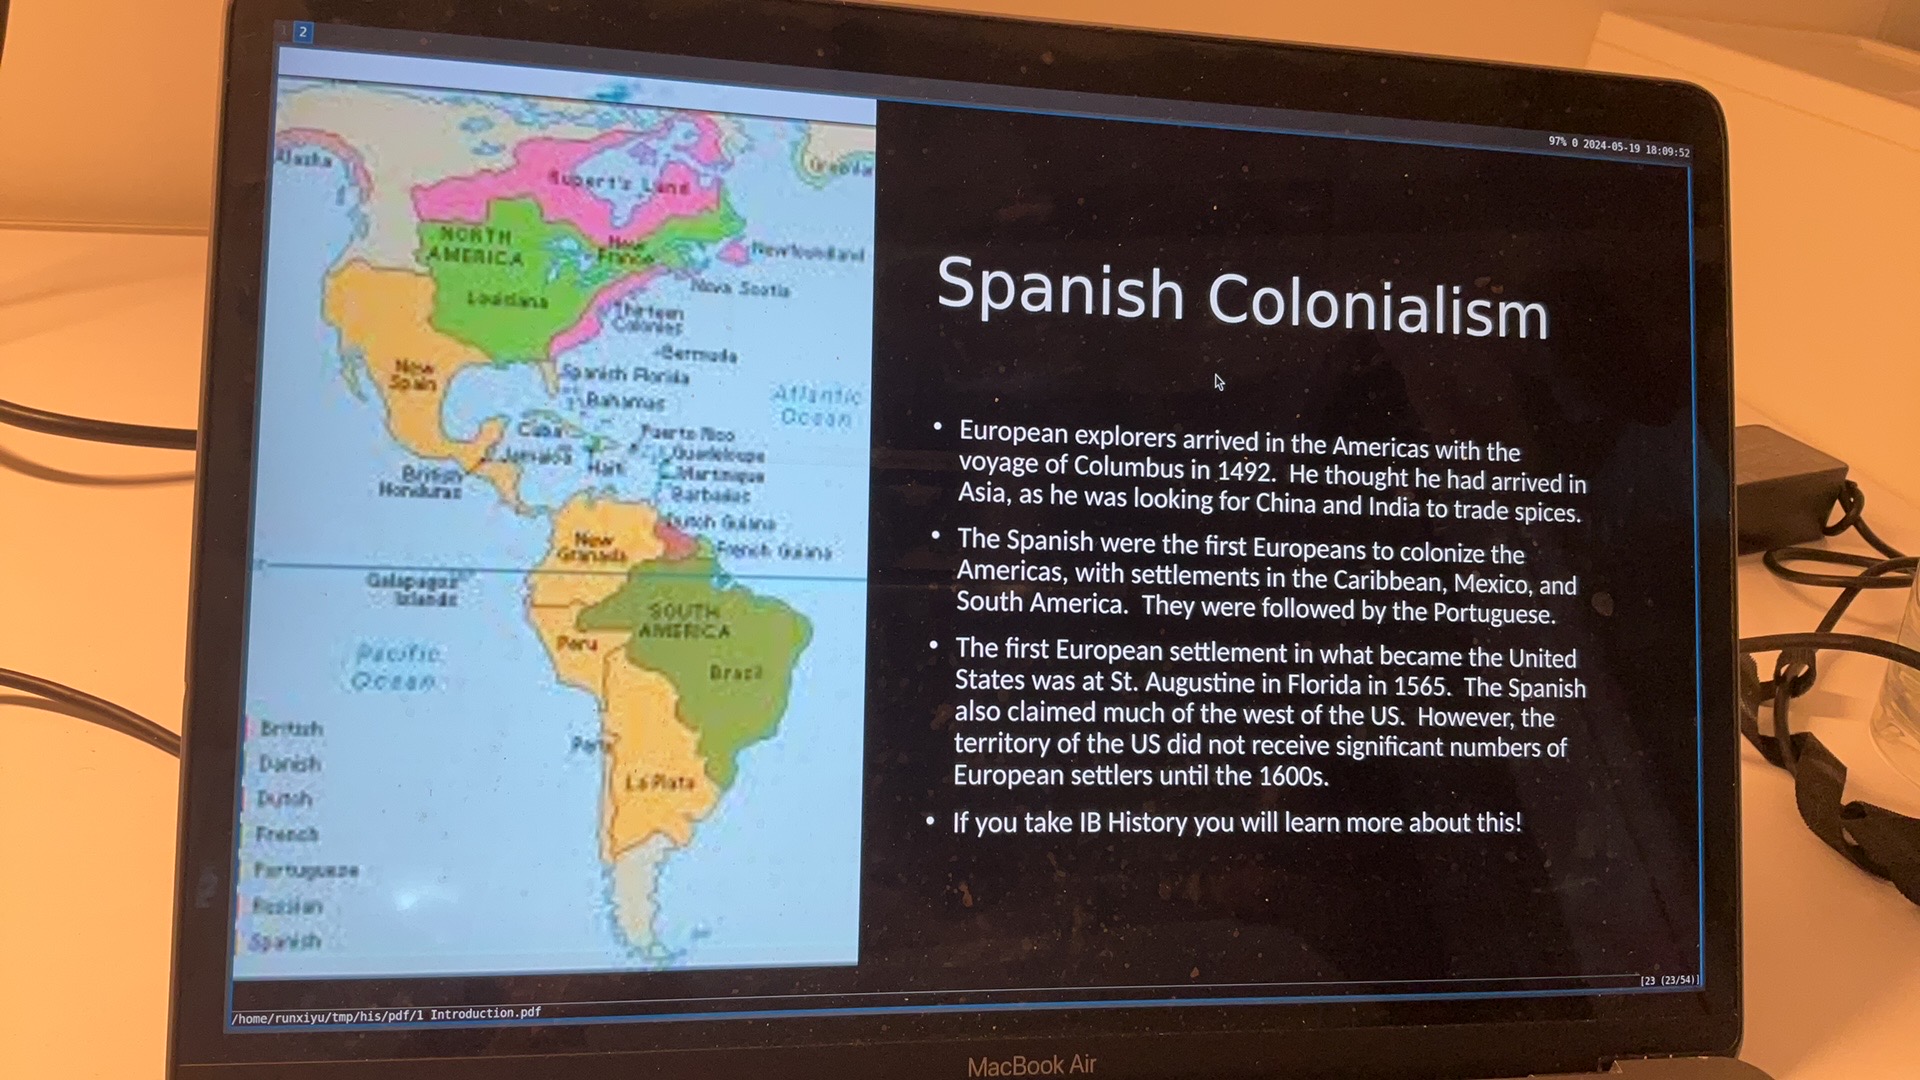 2
97% 0 2024-05-19 18:09:52
Alaska
Rupert's Land
NORTH
AMERICA
New
France
Newfoundland
Louisiana
Nova Scotia
Thirteen
Colonies
Bermuda
New
Spain
Spanish Florida
Bahamas
Atlantic
Ocean
Cuba
Puerto Rico
Jamaica
Haiti
Guadeloupe
Martinique
British
Honduras
Barbados
Dutch Guiana
New
Granada
French Guiana
Galapagos
Islands
SOUTH
AMERICA
Peru
Brazil
Pacific
Ocean
La Plata
British
Danish
Dutch
French
Portuguese
Russian
Spanish
Spanish Colonialism
• European explorers arrived in the Americas with the
voyage of Columbus in 1492. He thought he had arrived in
Asia, as he was looking for China and India to trade spices.
• The Spanish were the first Europeans to colonize the
Americas, with settlements in the Caribbean, Mexico, and
South America. They were followed by the Portuguese.
• The first European settlement in what became the United
States was at St. Augustine in Florida in 1565. The Spanish
also claimed much of the west of the US. However, the
territory of the US did not receive significant numbers of
European settlers until the 1600s.
• If you take IB History you will learn more about this!
[23 (23/54)]
/home/runxiyu/tmp/his/pdf/1 Introduction.pdf
MacBook Air